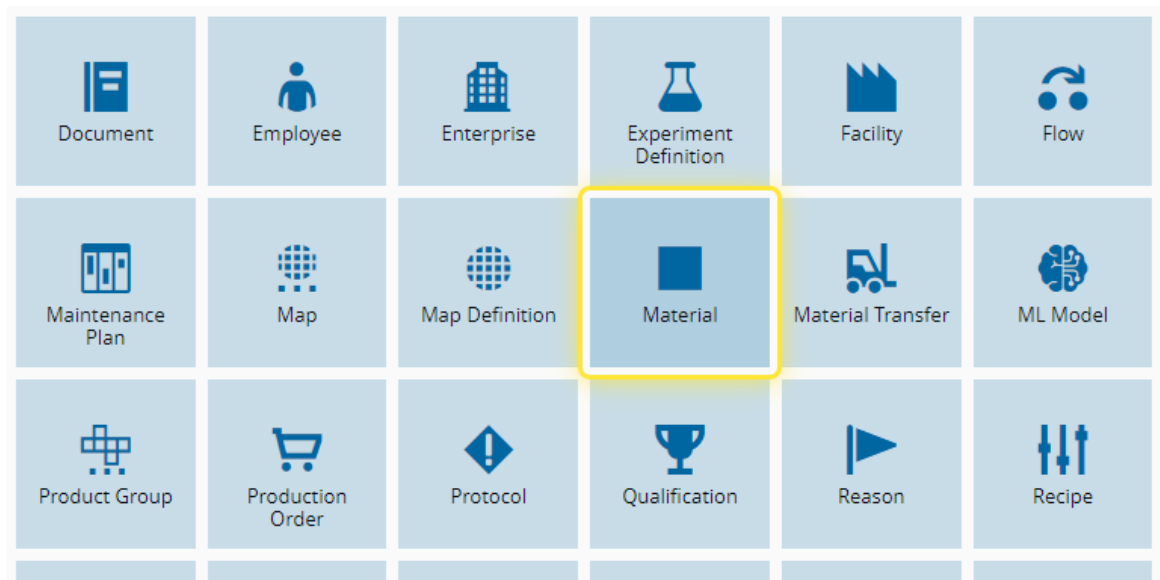 Document
Employee
Enterprise
Experiment
Definition
Facility
Flow
Maintenance
Plan
Map
Map Definition
Material
Material Transfer
ML Model
Product Group
Production
Order
Protocol
Qualification
Reason
Recipe